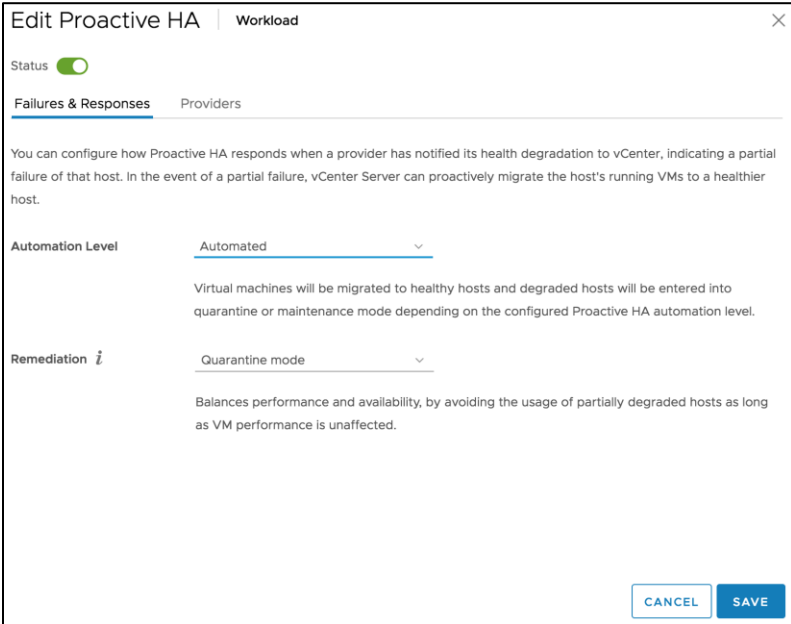 Edit Proactive HA Workload
Status
Failures & Responses Providers
You can configure how Proactive HA responds when a provider has notified its health degradation to vCenter, indicating a partial
failure of that host. In the event of a partial failure, vCenter Server can proactively migrate the host's running VMs to a healthier
host.
Automation Level Automated
Virtual machines will be migrated to healthy hosts and degraded hosts will be entered into
quarantine or maintenance mode depending on the configured Proactive HA automation level.
Remediation i Quarantine mode
Balances performance and availability, by avoiding the usage of partially degraded hosts as long
as VM performance is unaffected.
CANCEL SAVE